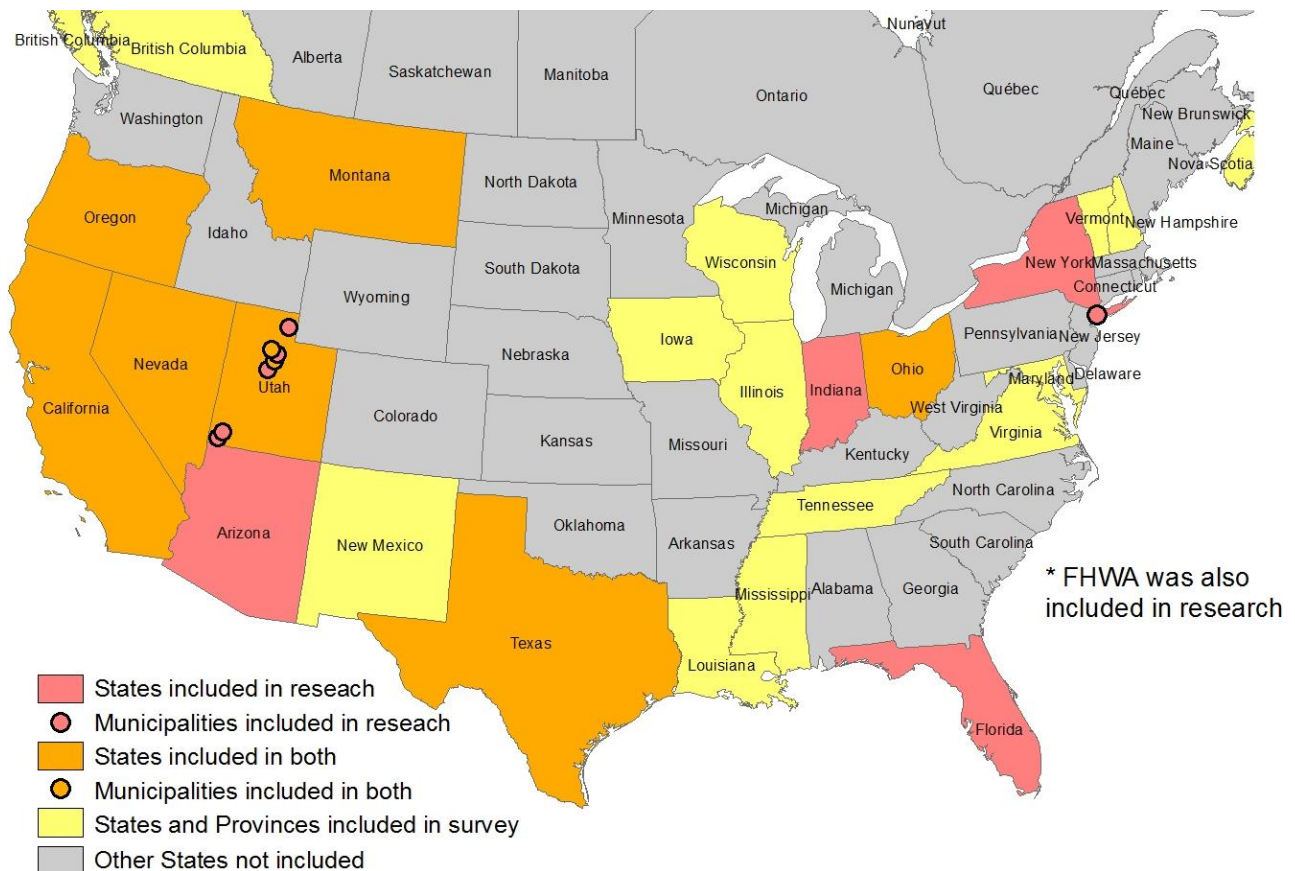 Nunavut
British Columbia
British Columbia
Alberta
Saskatchewan
Manitoba
Ontario
Québec
Québec
New Brunswick
Washington
Maine
Nova Scotia
Montana
North Dakota
Minnesota
Michigan
Oregon
Idaho
Vermont
New Hampshire
Wisconsin
New York
Massachusetts
South Dakota
Connecticut
Wyoming
Michigan
Pennsylvania
New Jersey
Iowa
Nebraska
Nevada
Ohio
Delaware
Maryland
Utah
Illinois
Indiana
California
Colorado
West Virginia
Virginia
Kansas
Missouri
Kentucky
North Carolina
Tennessee
Oklahoma
Arizona
New Mexico
Arkansas
South Carolina
Mississippi
Alabama
Georgia
* FHWA was also
included in research
Texas
Louisiana
Florida
States included in reseach
Municipalities included in reseach
States included in both
Municipalities included in both
States and Provinces included in survey
Other States not included